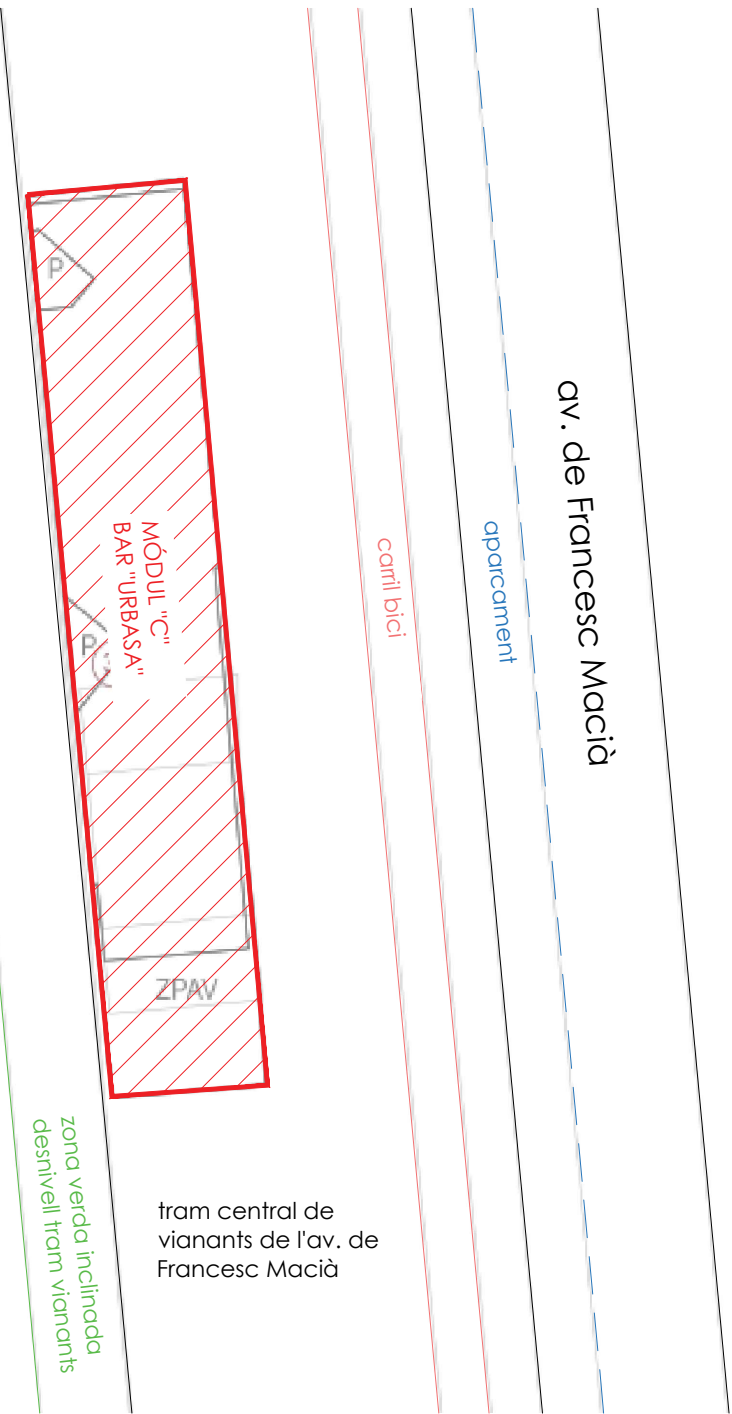 av. de Francesc Macià
aparcament
carril bici
P
MÓDUL "C"
BAR "URBASA"
P
ZPAV
zona verda inclinada
desnivell tram vianants
tram central de
vianants de l'av. de
Francesc Macià